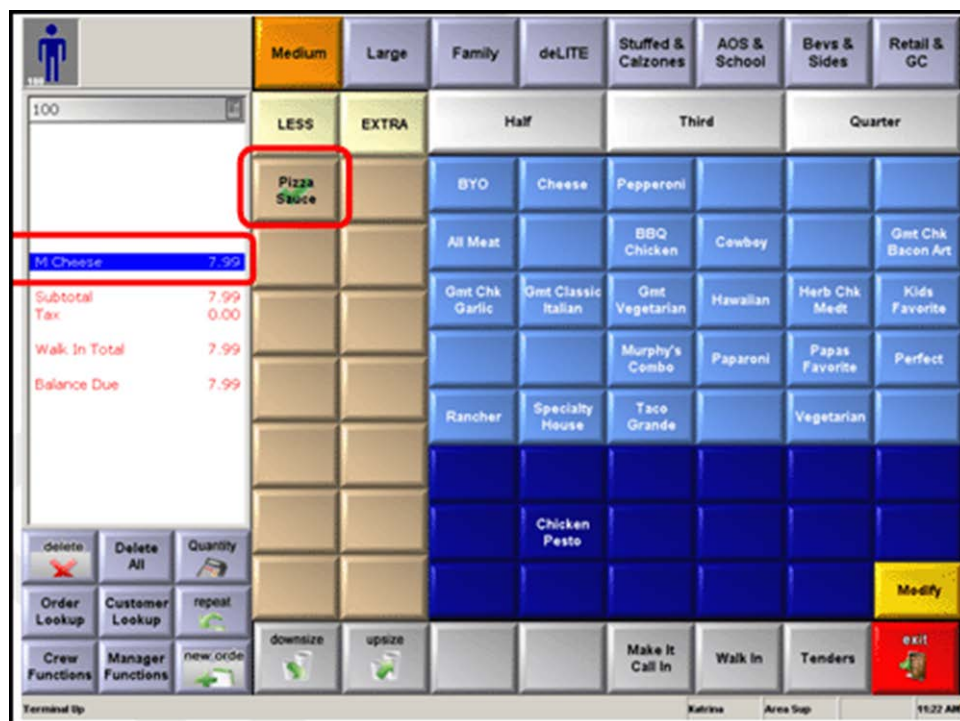 100
Medium
Large
Family
deLITE
Stuffed &
Calzones
AOS &
School
Bevs &
Sides
Retail &
GC
100
LESS
EXTRA
Half
Third
Quarter
Pizza
Sauce
BYO
Cheese
Pepperoni
All Meat
BBQ
Chicken
Cowboy
Gmt Chk
Bacon Art
M Cheese 7.99
Subtotal 7.99
Tax 0.00
Walk In Total 7.99
Balance Due 7.99
Gmt Chk
Garlic
Gmt Classic
Italian
Gmt
Vegetarian
Hawaiian
Herb Chk
Medt
Kids
Favorite
Murphy's
Combo
Paparoni
Papas
Favorite
Perfect
Rancher
Specialty
House
Taco
Grande
Vegetarian
Chicken
Pesto
Modify
delete
Delete
All
Quantity
Order
Lookup
Customer
Lookup
repeat
Crew
Functions
Manager
Functions
new orde
downsize
upsize
Make It
Call In
Walk In
Tenders
exit
Terminal Up
Katrina
Area Sup
11:22 AM